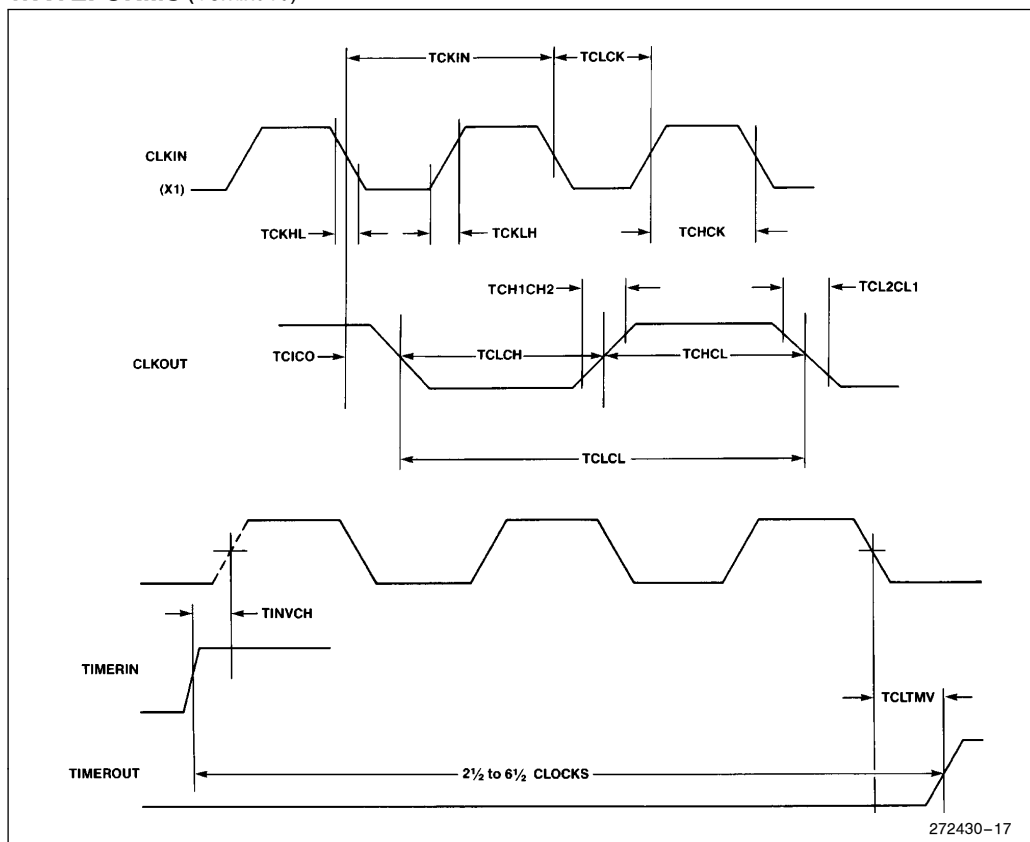 TCKIN
TCLCK
CLKIN
(X1)
TCKHL
TCKLH
TCHCK
TCH1CH2
TCL2CL1
CLKOUT
TCICO
TCLCH
TCHCL
TCLCL
TINVCH
TIMERIN
TCLTMV
TIMEROUT
2½ to 6½ CLOCKS
272430–17